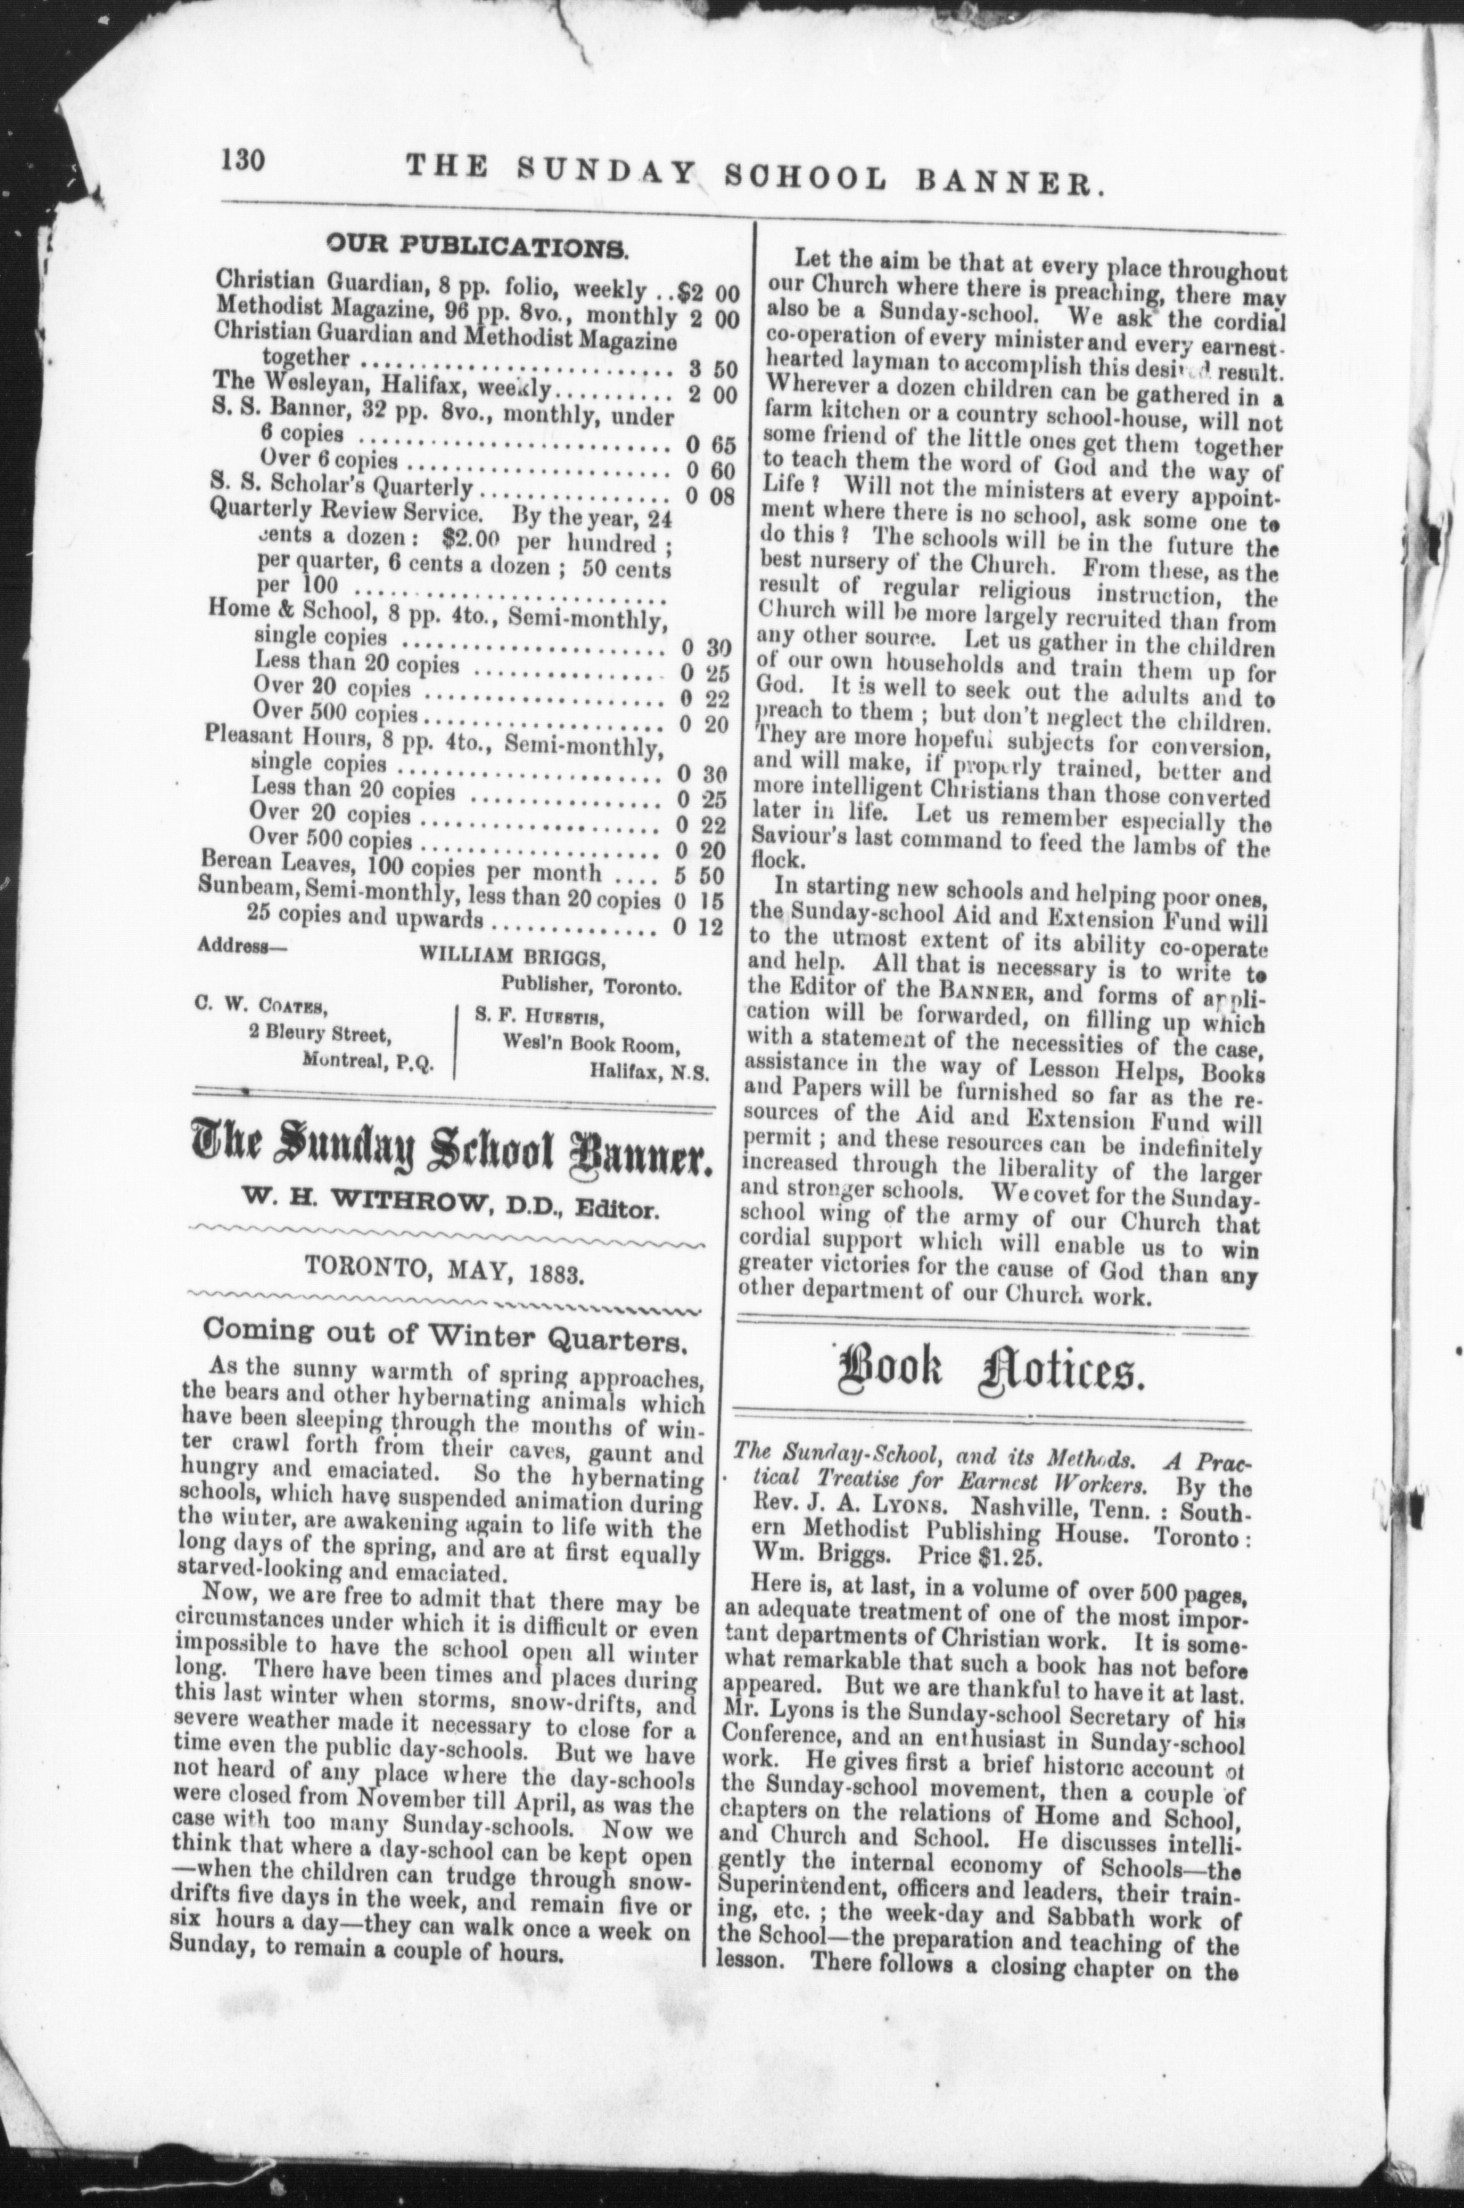 130 THE SUNDAY SCHOOL BANNER.
OUR PUBLICATIONS.
Christian Guardian, 8 pp. folio, weekly ..$2 00
Methodist Magazine, 96 pp. 8vo., monthly 2 00
Christian Guardian and Methodist Magazine
together .......................... 3 50
The Wesleyan, Halifax, weekly.......... 2 00
S. S. Banner, 32 pp. 8vo., monthly, under
6 copies .......................... 0 65
Over 6 copies ...................... 0 60
S. S. Scholar's Quarterly ................ 0 08
Quarterly Review Service. By the year, 24
cents a dozen: $2.00 per hundred ;
per quarter, 6 cents a dozen ; 50 cents
per 100 ..........................
Home & School, 8 pp. 4to., Semi-monthly,
single copies ...................... 0 30
Less than 20 copies ................ 0 25
Over 20 copies .................... 0 22
Over 500 copies.................... 0 20
Pleasant Hours, 8 pp. 4to., Semi-monthly,
single copies ...................... 0 30
Less than 20 copies ................ 0 25
Over 20 copies .................... 0 22
Over 500 copies .................... 0 20
Berean Leaves, 100 copies per month .... 5 50
Sunbeam, Semi-monthly, less than 20 copies 0 15
25 copies and upwards .............. 0 12
Address—
WILLIAM BRIGGS,
Publisher, Toronto.
C. W. COATES,
2 Bleury Street,
Montreal, P.Q.
S. F. HUESTIS,
Wesl'n Book Room,
Halifax, N.S.
The Sunday School Banner.
W. H. WITHROW, D.D., Editor.
TORONTO, MAY, 1883.
Coming out of Winter Quarters.
As the sunny warmth of spring approaches,
the bears and other hybernating animals which
have been sleeping through the months of win-
ter crawl forth from their caves, gaunt and
hungry and emaciated. So the hybernating
schools, which have suspended animation during
the winter, are awakening again to life with the
long days of the spring, and are at first equally
starved-looking and emaciated.
Now, we are free to admit that there may be
circumstances under which it is difficult or even
impossible to have the school open all winter
long. There have been times and places during
this last winter when storms, snow-drifts, and
severe weather made it necessary to close for a
time even the public day-schools. But we have
not heard of any place where the day-schools
were closed from November till April, as was the
case with too many Sunday-schools. Now we
think that where a day-school can be kept open
—when the children can trudge through snow-
drifts five days in the week, and remain five or
six hours a day—they can walk once a week on
Sunday, to remain a couple of hours.
Let the aim be that at every place throughout
our Church where there is preaching, there may
also be a Sunday-school. We ask the cordial
co-operation of every minister and every earnest-
hearted layman to accomplish this desired result.
Wherever a dozen children can be gathered in a
farm kitchen or a country school-house, will not
some friend of the little ones get them together
to teach them the word of God and the way of
Life ? Will not the ministers at every appoint-
ment where there is no school, ask some one to
do this ? The schools will be in the future the
best nursery of the Church. From these, as the
result of regular religious instruction, the
Church will be more largely recruited than from
any other source. Let us gather in the children
of our own households and train them up for
God. It is well to seek out the adults and to
preach to them ; but don't neglect the children.
They are more hopeful subjects for conversion,
and will make, if properly trained, better and
more intelligent Christians than those converted
later in life. Let us remember especially the
Saviour's last command to feed the lambs of the
flock.
In starting new schools and helping poor ones,
the Sunday-school Aid and Extension Fund will
to the utmost extent of its ability co-operate
and help. All that is necessary is to write to
the Editor of the BANNER, and forms of appli-
cation will be forwarded, on filling up which
with a statement of the necessities of the case,
assistance in the way of Lesson Helps, Books
and Papers will be furnished so far as the re-
sources of the Aid and Extension Fund will
permit ; and these resources can be indefinitely
increased through the liberality of the larger
and stronger schools. We covet for the Sunday-
school wing of the army of our Church that
cordial support which will enable us to win
greater victories for the cause of God than any
other department of our Church work.
Book Notices.
The Sunday-School, and its Methods. A Prac-
tical Treatise for Earnest Workers. By the
Rev. J. A. LYONS. Nashville, Tenn. : South-
ern Methodist Publishing House. Toronto :
Wm. Briggs. Price $1.25.
Here is, at last, in a volume of over 500 pages,
an adequate treatment of one of the most impor-
tant departments of Christian work. It is some-
what remarkable that such a book has not before
appeared. But we are thankful to have it at last.
Mr. Lyons is the Sunday-school Secretary of his
Conference, and an enthusiast in Sunday-school
work. He gives first a brief historic account of
the Sunday-school movement, then a couple of
chapters on the relations of Home and School,
and Church and School. He discusses intelli-
gently the internal economy of Schools—the
Superintendent, officers and leaders, their train-
ing, etc. ; the week-day and Sabbath work of
the School—the preparation and teaching of the
lesson. There follows a closing chapter on the